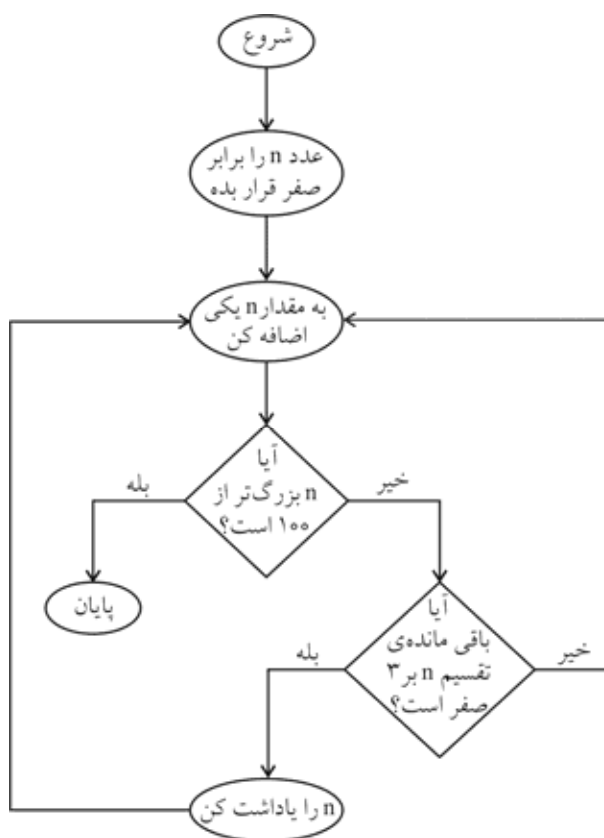 شروع
عدد n را برابر
صفر قرار بده
به مقدار n یکی
اضافه کن
آیا
n بزرگ‌تر از
۱۰۰ است؟
خیر
بله
پایان
آیا
باقی مانده‌ی
تقسیم n بر ۳
صفر است؟
خیر
بله
n را یاداشت کن